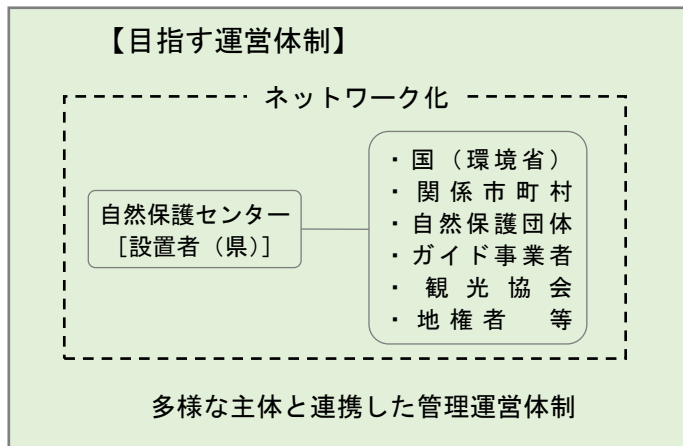 【目指す運営体制】
ネットワーク化
自然保護センター
［設置者（県）］
・国（環境省）
・関係市町村
・自然保護団体
・ガイド事業者
・観光協会
・地権者　等
多様な主体と連携した管理運営体制